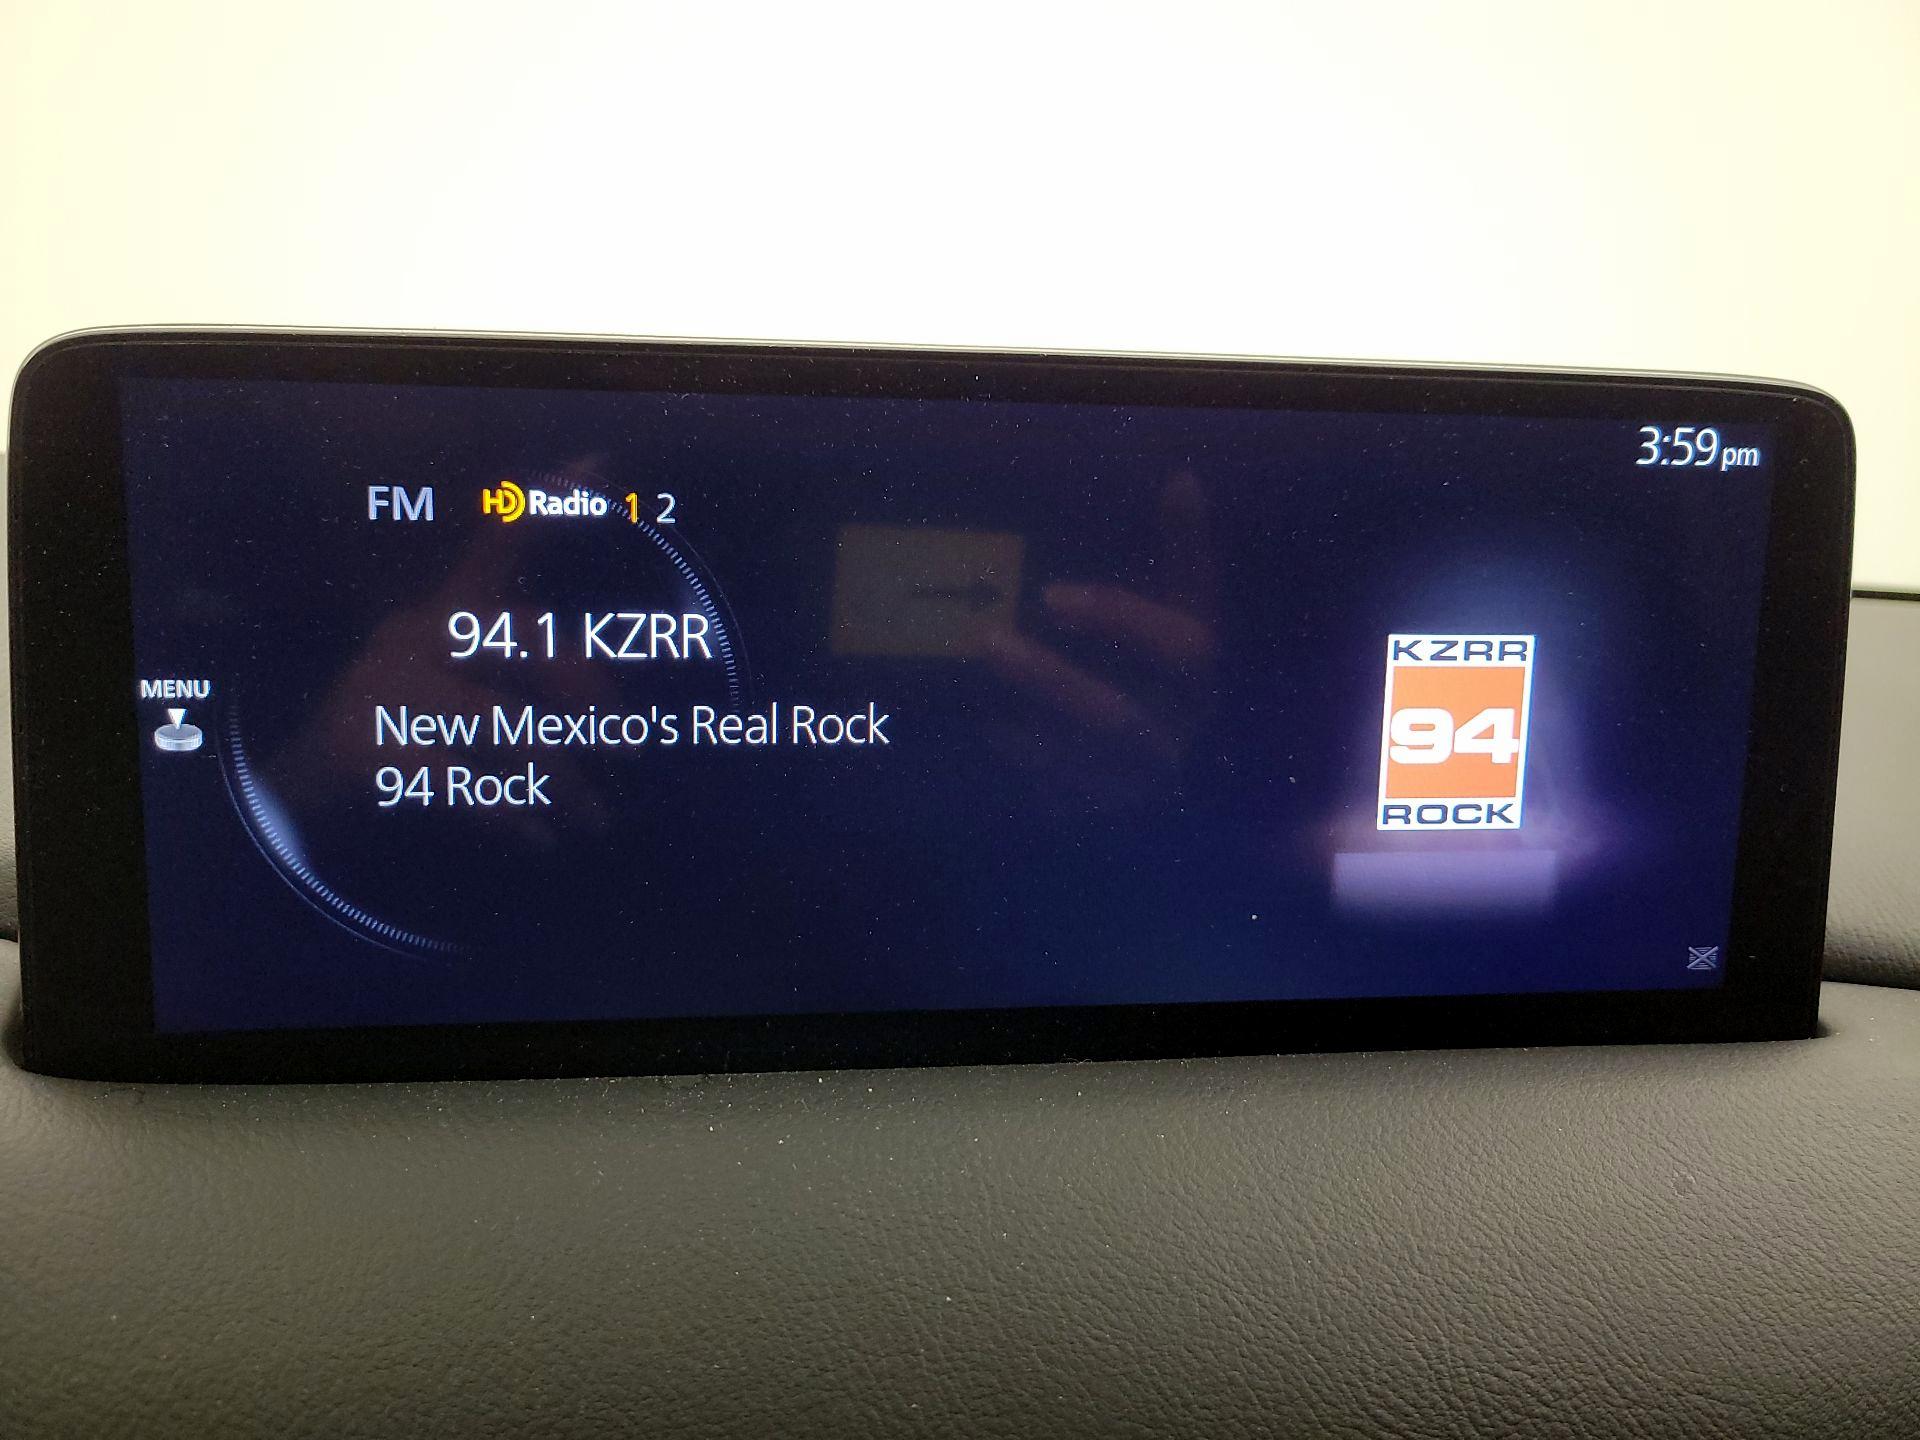 3:59pm
FM HD Radio 1 2
94.1 KZRR
MENU
New Mexico's Real Rock
94 Rock
KZRR
94
ROCK